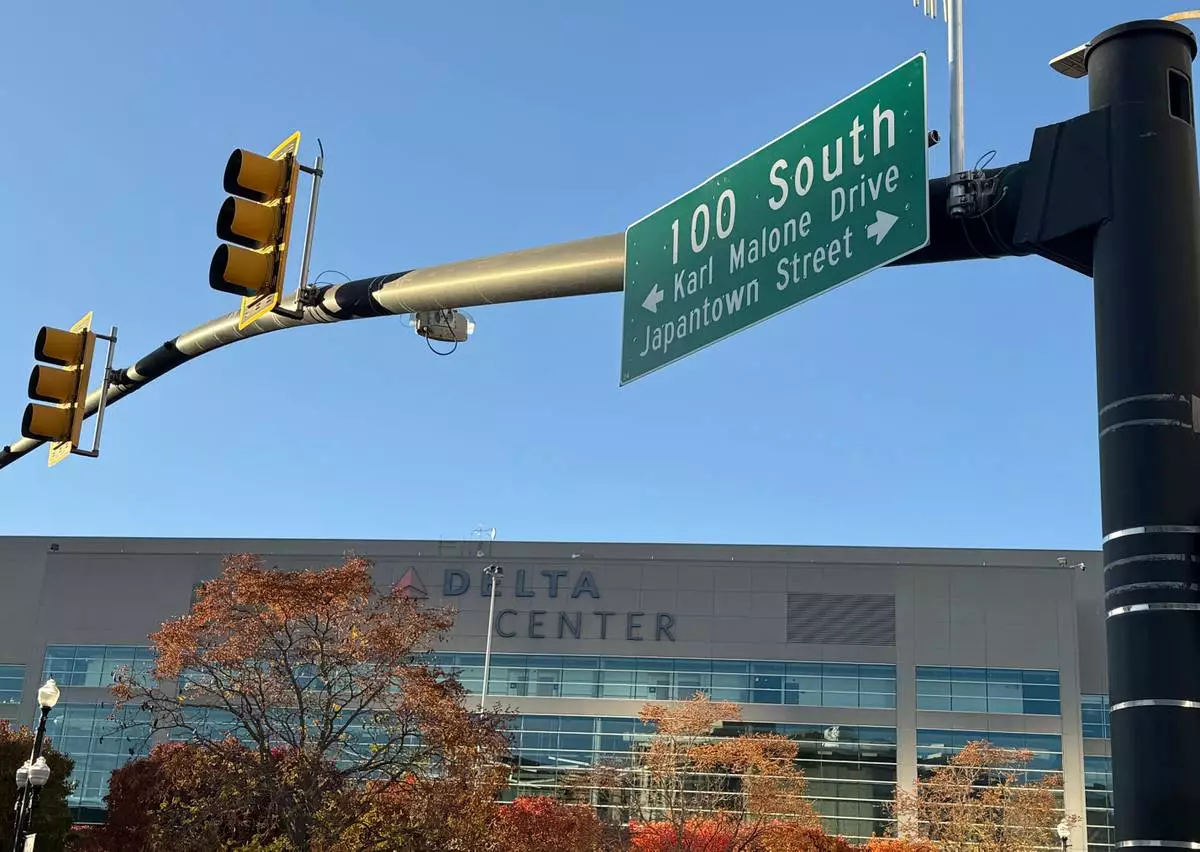 100 South
Karl Malone Drive
Japantown Street
DELTA
CENTER